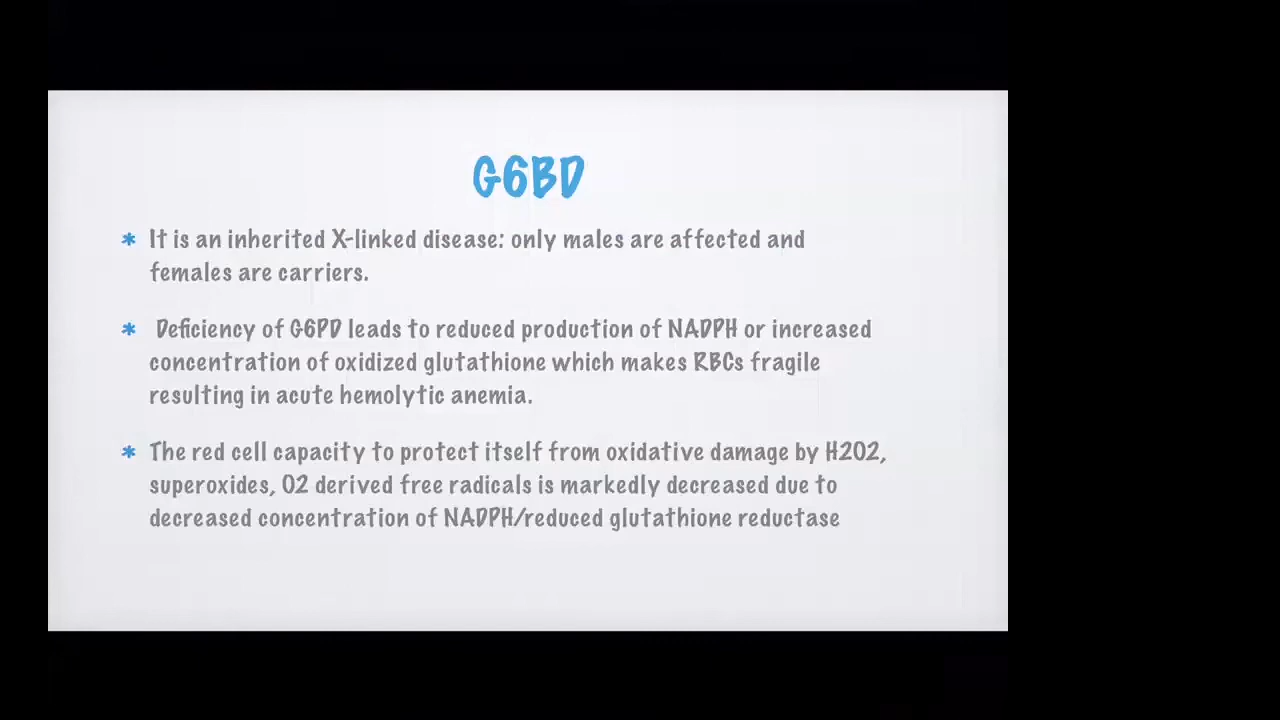 G6BD
* It is an inherited X-linked disease: only males are affected and
females are carriers.
* Deficiency of G6PD leads to reduced production of NADPH or increased
concentration of oxidized glutathione which makes RBCs fragile
resulting in acute hemolytic anemia.
* The red cell capacity to protect itself from oxidative damage by H2O2,
superoxides, O2 derived free radicals is markedly decreased due to
decreased concentration of NADPH/reduced glutathione reductase